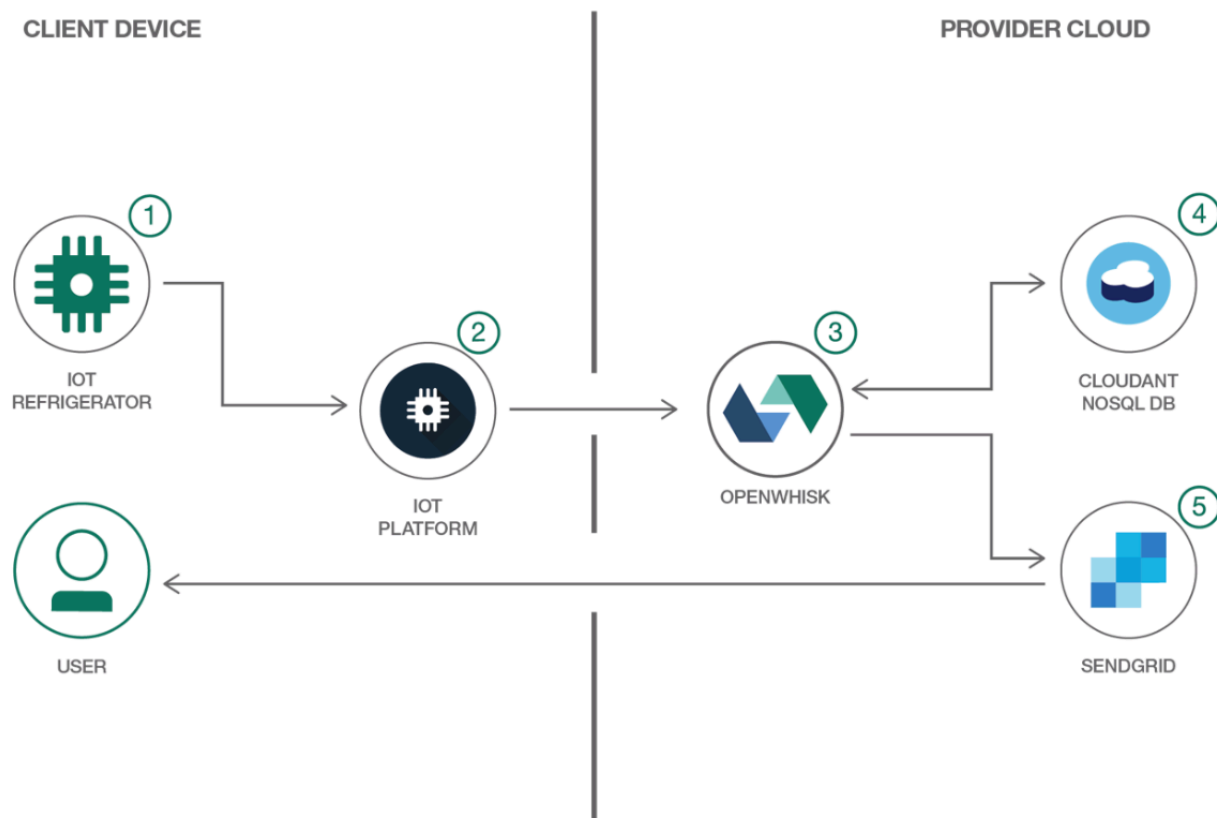 CLIENT DEVICE
PROVIDER CLOUD
1
IOT
REFRIGERATOR
2
IOT
PLATFORM
3
OPENWHISK
4
CLOUDANT
NOSQL DB
USER
5
SENDGRID